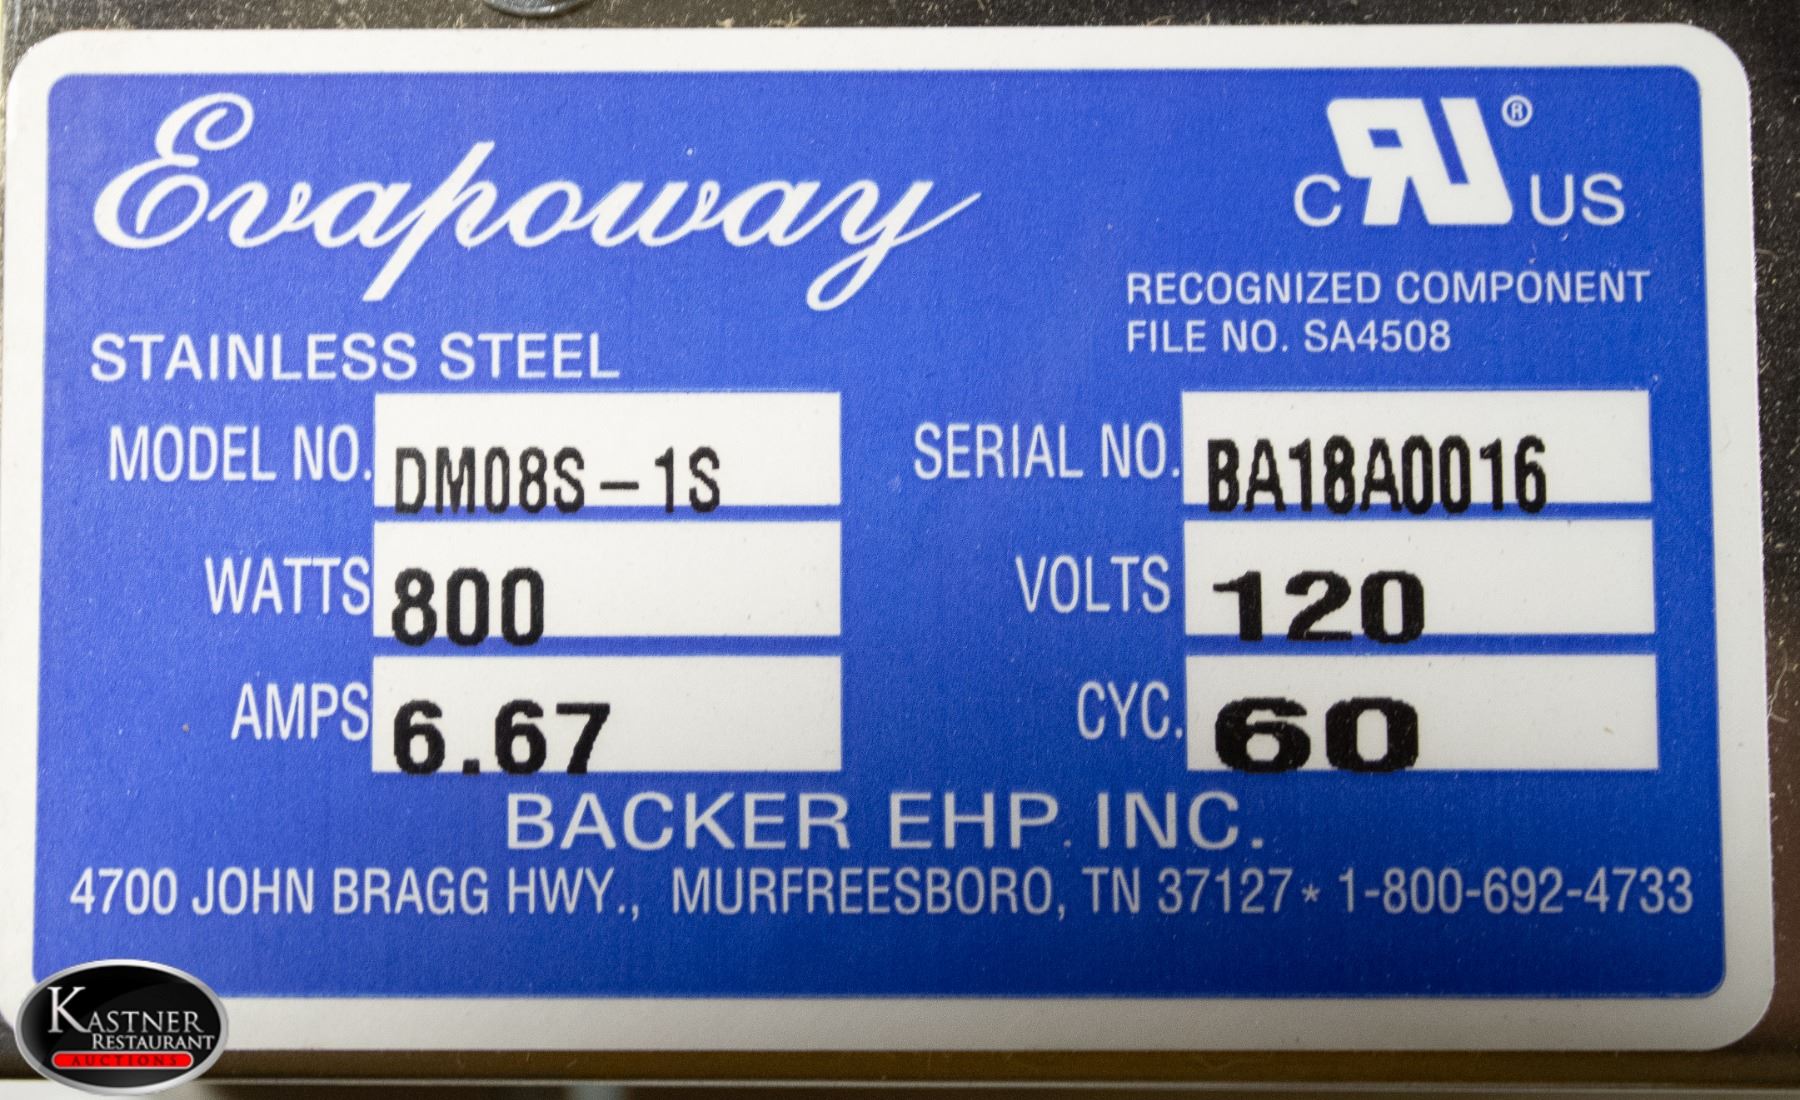 Evapoway
C RU ® US
RECOGNIZED COMPONENT
FILE NO. SA4508
STAINLESS STEEL
MODEL NO. DM08S-1S SERIAL NO. BA18A0016
WATTS 800 VOLTS 120
AMPS 6.67 CYC. 60
BACKER EHP. INC.
4700 JOHN BRAGG HWY., MURFREESBORO, TN 37127 * 1-800-692-4733
KASTNER
RESTAURANT
AUCTIONS